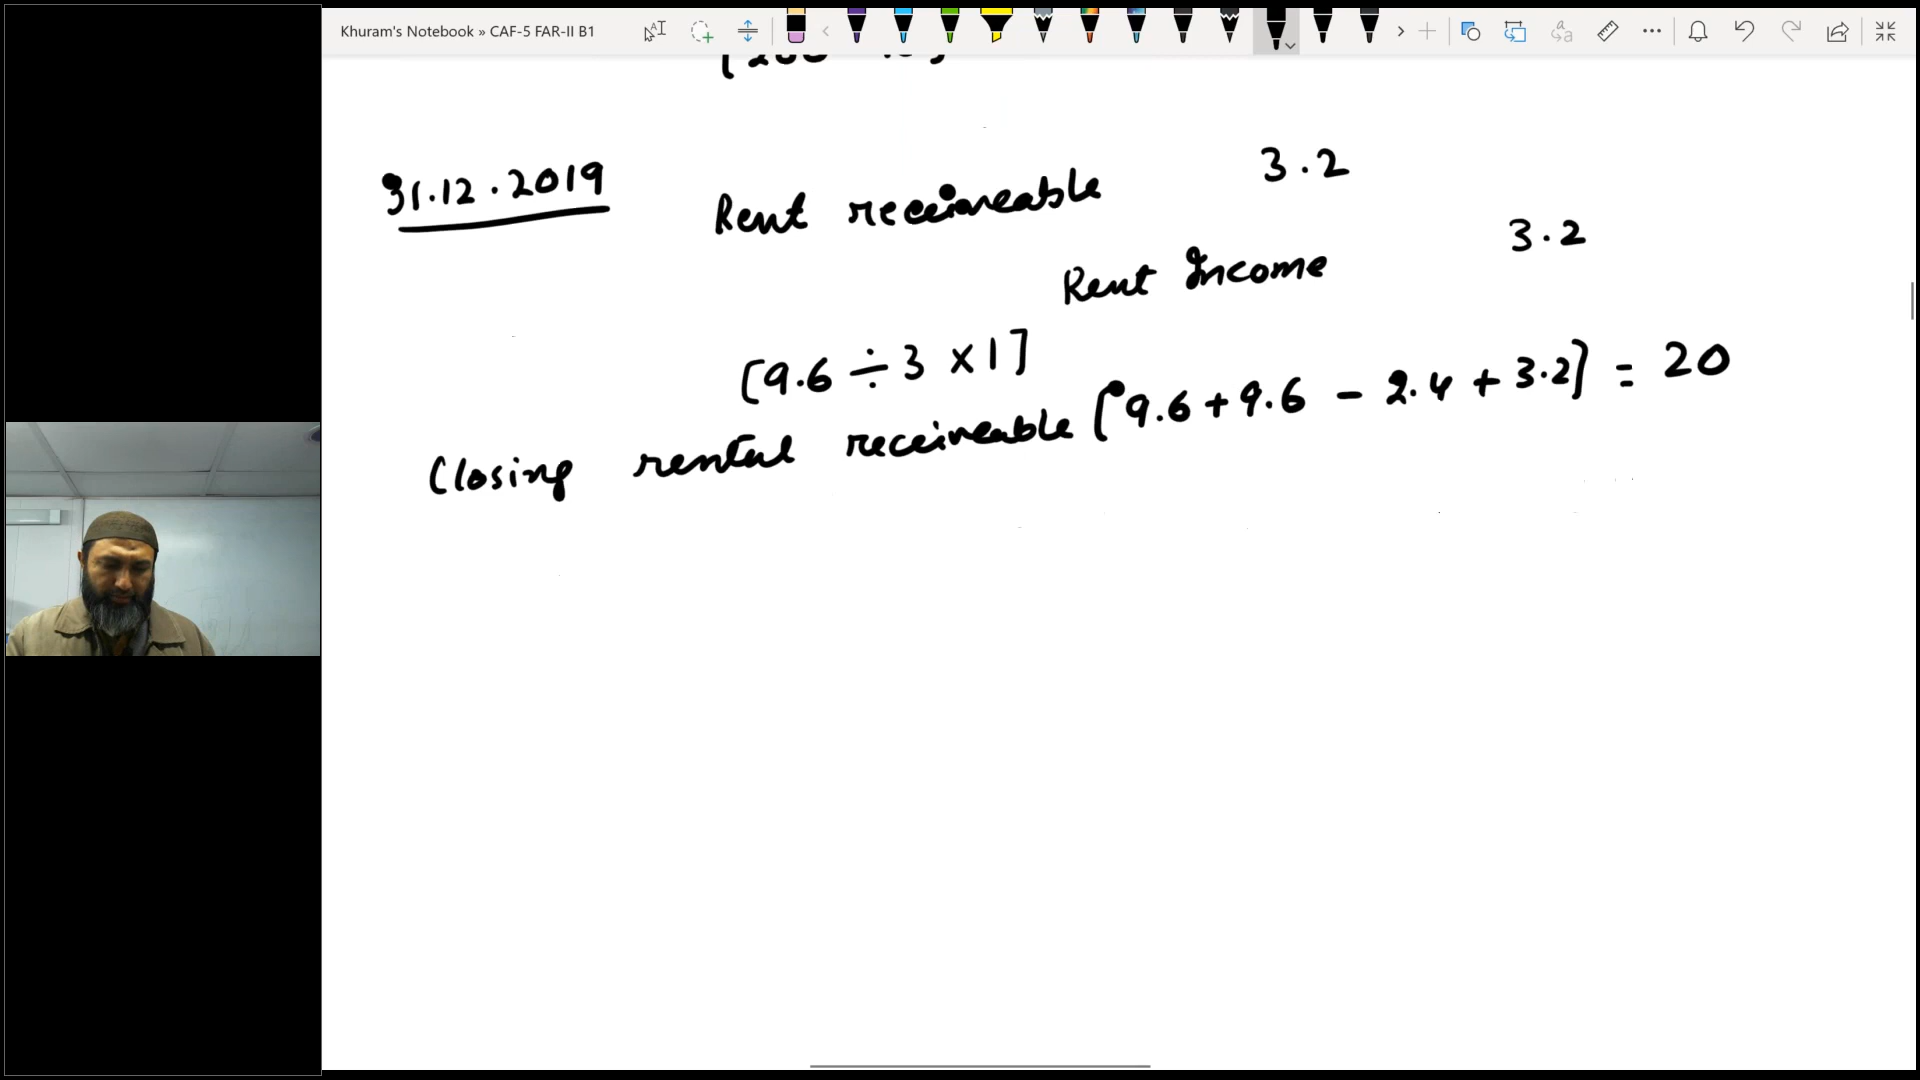 Khuram's Notebook » CAF-5 FAR-II B1
31.12.2019 Rent receiveable 3.2
Rent Income 3.2
[9.6 ÷ 3 × 1]
Closing rental receiveable [9.6 + 9.6 - 2.4 + 3.2] = 20